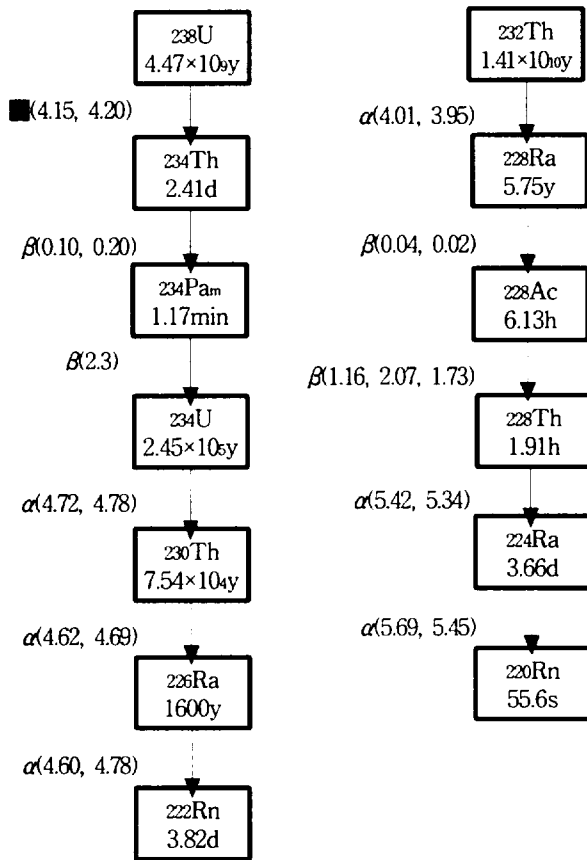 238U
4.47×109y
(4.15, 4.20)
234Th
2.41d
β(0.10, 0.20)
234Pam
1.17min
β(2.3)
234U
2.45×105y
α(4.72, 4.78)
230Th
7.54×104y
α(4.62, 4.69)
226Ra
1600y
α(4.60, 4.78)
222Rn
3.82d
232Th
1.41×1010y
α(4.01, 3.95)
228Ra
5.75y
β(0.04, 0.02)
228Ac
6.13h
β(1.16, 2.07, 1.73)
228Th
1.91h
α(5.42, 5.34)
224Ra
3.66d
α(5.69, 5.45)
220Rn
55.6s